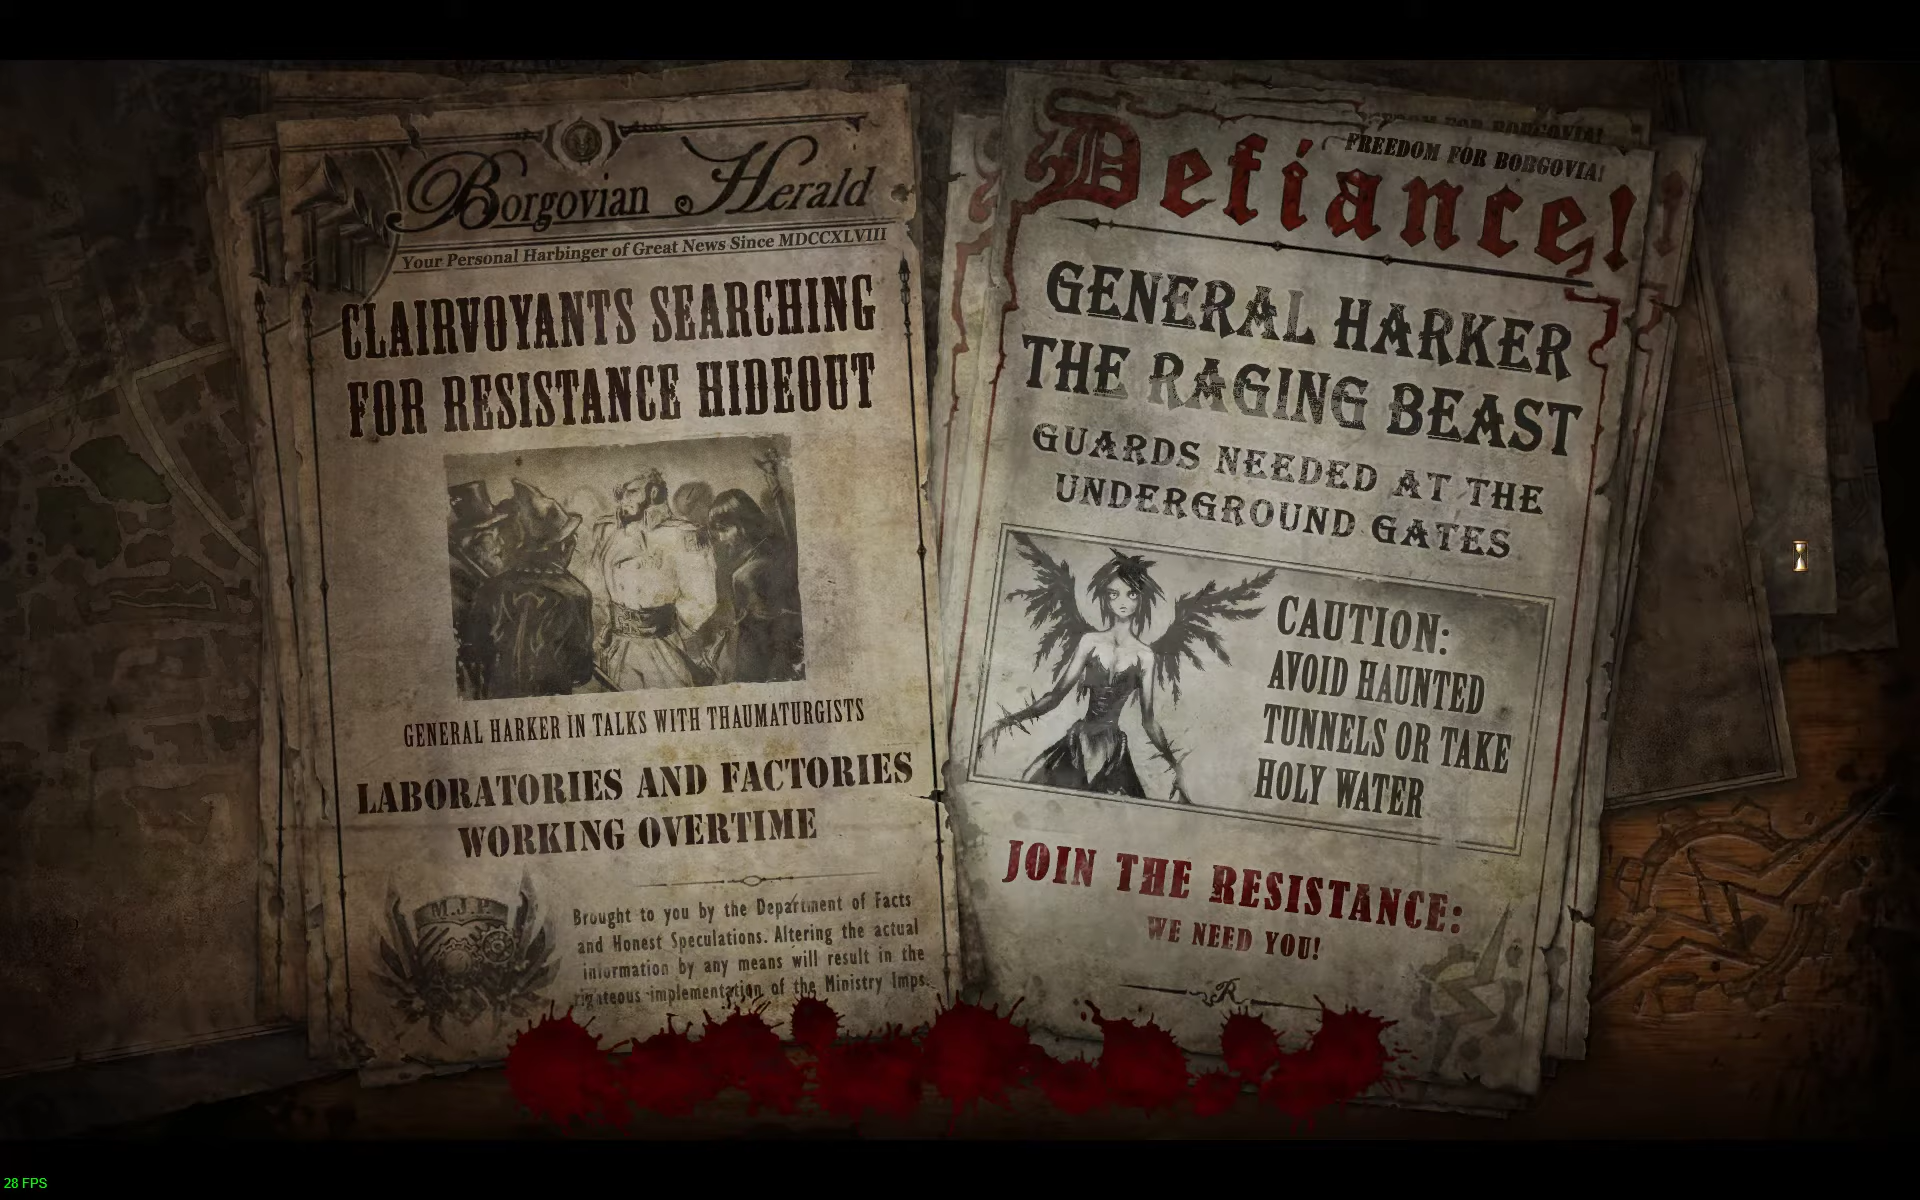 Borgovian Herald
Your Personal Harbinger of Great News Since MDCCXLVIII
CLAIRVOYANTS SEARCHING
FOR RESISTANCE HIDEOUT
GENERAL HARKER IN TALKS WITH THAUMATURGISTS
LABORATORIES AND FACTORIES
WORKING OVERTIME
M.J.P.
Brought to you by the Department of Facts
and Honest Speculations. Altering the actual
information by any means will result in the
righteous implementation of the Ministry Imps.
FREEDOM FOR BORGOVIA!
FREEDOM FOR BORGOVIA!
Defiance!
GENERAL HARKER
THE RAGING BEAST
GUARDS NEEDED AT THE
UNDERGROUND GATES
CAUTION:
AVOID HAUNTED
TUNNELS OR TAKE
HOLY WATER
JOIN THE RESISTANCE:
WE NEED YOU!
R
28 FPS